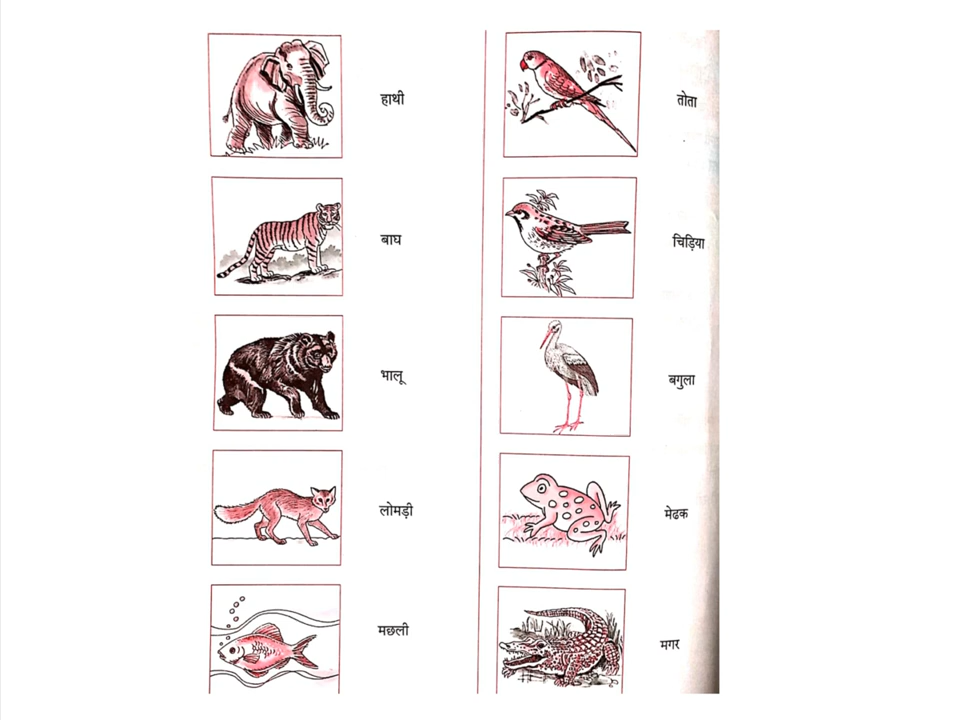 हाथी
बाघ
भालू
लोमड़ी
मछली
तोता
चिड़िया
बगुला
मेढक
मगर